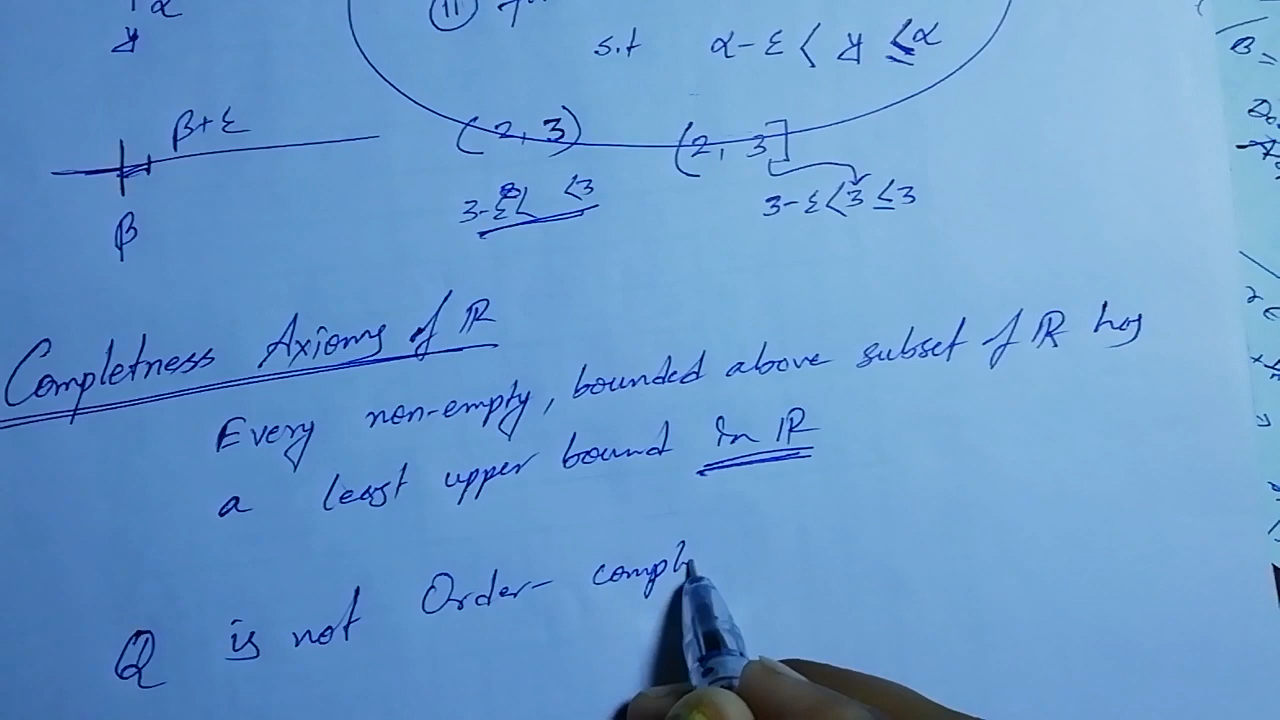 α
y
(ii)
s.t α-ε < y ≤ α
β+ε
(2, 3) (2, 3]
3-ε < <3 3-ε<3≤3
β
Completness Axioms of ℝ
Every non-empty, bounded above subset of ℝ has
a least upper bound in ℝ
Q is not Order- compl